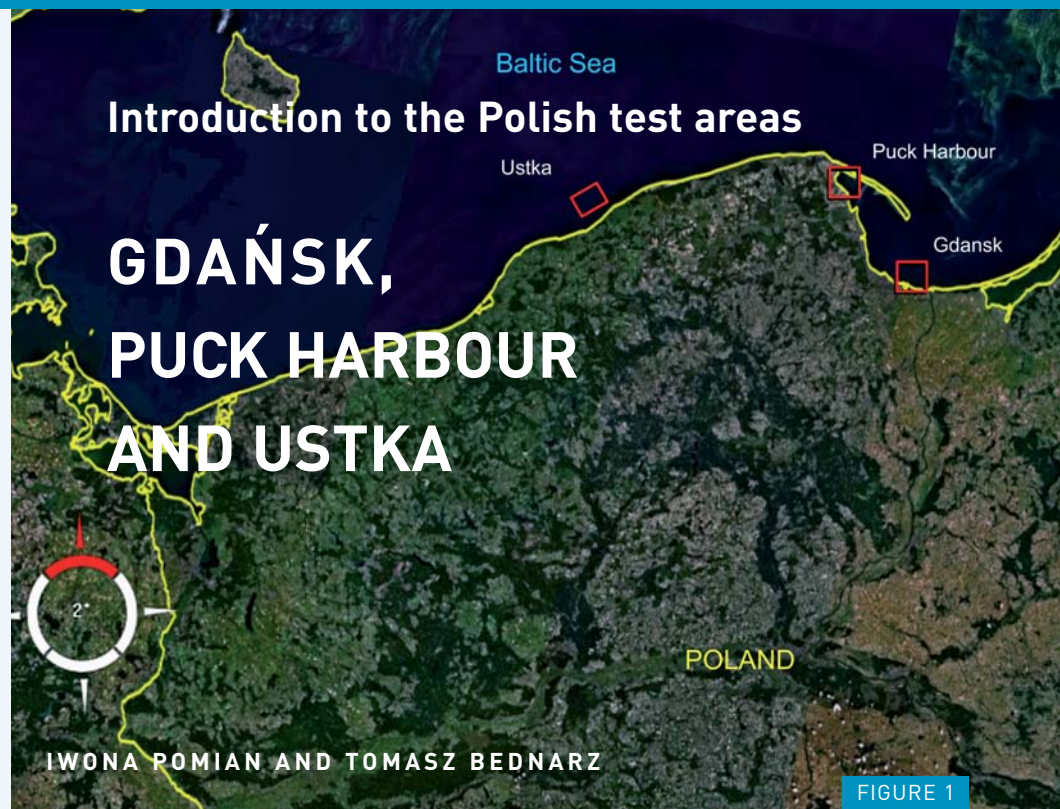 Baltic Sea
Introduction to the Polish test areas
Puck Harbour
Ustka
Gdansk
GDAŃSK,
PUCK HARBOUR
AND USTKA
2°
POLAND
IWONA POMIAN AND TOMASZ BEDNARZ
FIGURE 1